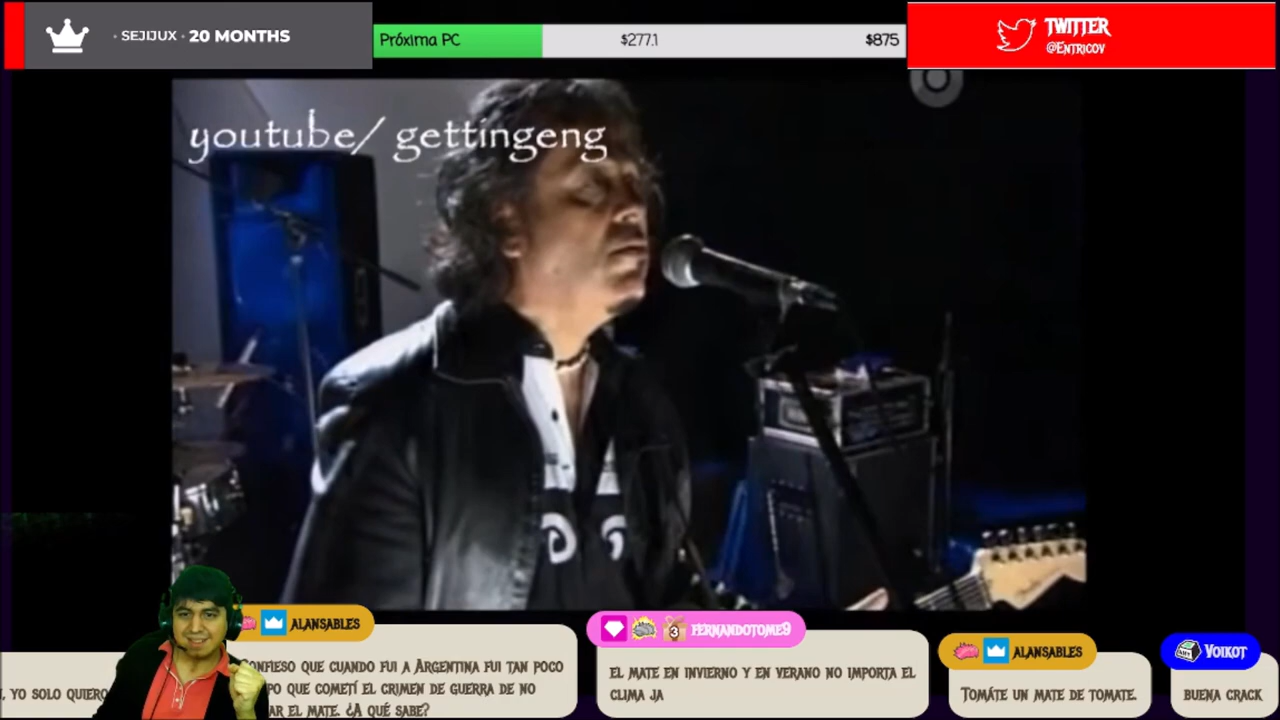 · SEJIJUX · 20 MONTHS
Próxima PC
$277.1
$875
TWITTER
@ENTRICOV
youtube/ gettingeng
, YO SOLO QUIERO
ALANSABLES
ONFIESO QUE CUANDO FUI A ARGENTINA FUI TAN POCO
PO QUE COMETÍ EL CRIMEN DE GUERRA DE NO
AR EL MATE. ¿A QUÉ SABE?
3
FERNANDOTOME9
EL MATE EN INVIERNO Y EN VERANO NO IMPORTA EL
CLIMA JA
ALANSABLES
TOMÁTE UN MATE DE TOMATE.
VOIKOT
BUENA CRACK